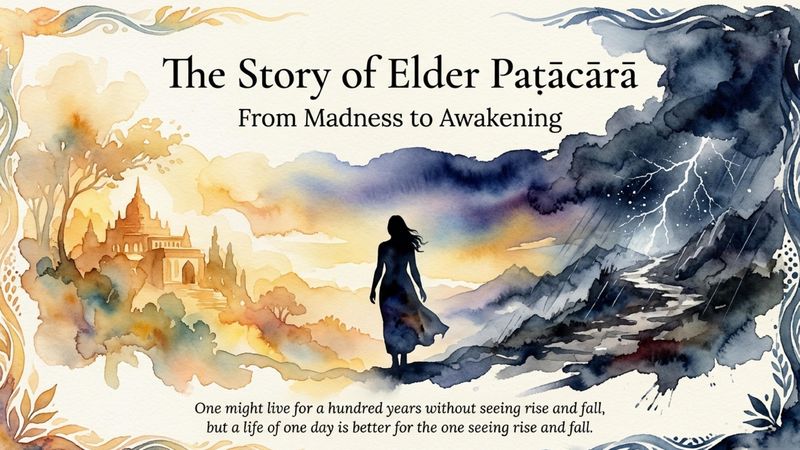 The Story of Elder Paṭācārā
From Madness to Awakening
One might live for a hundred years without seeing rise and fall,
but a life of one day is better for the one seeing rise and fall.